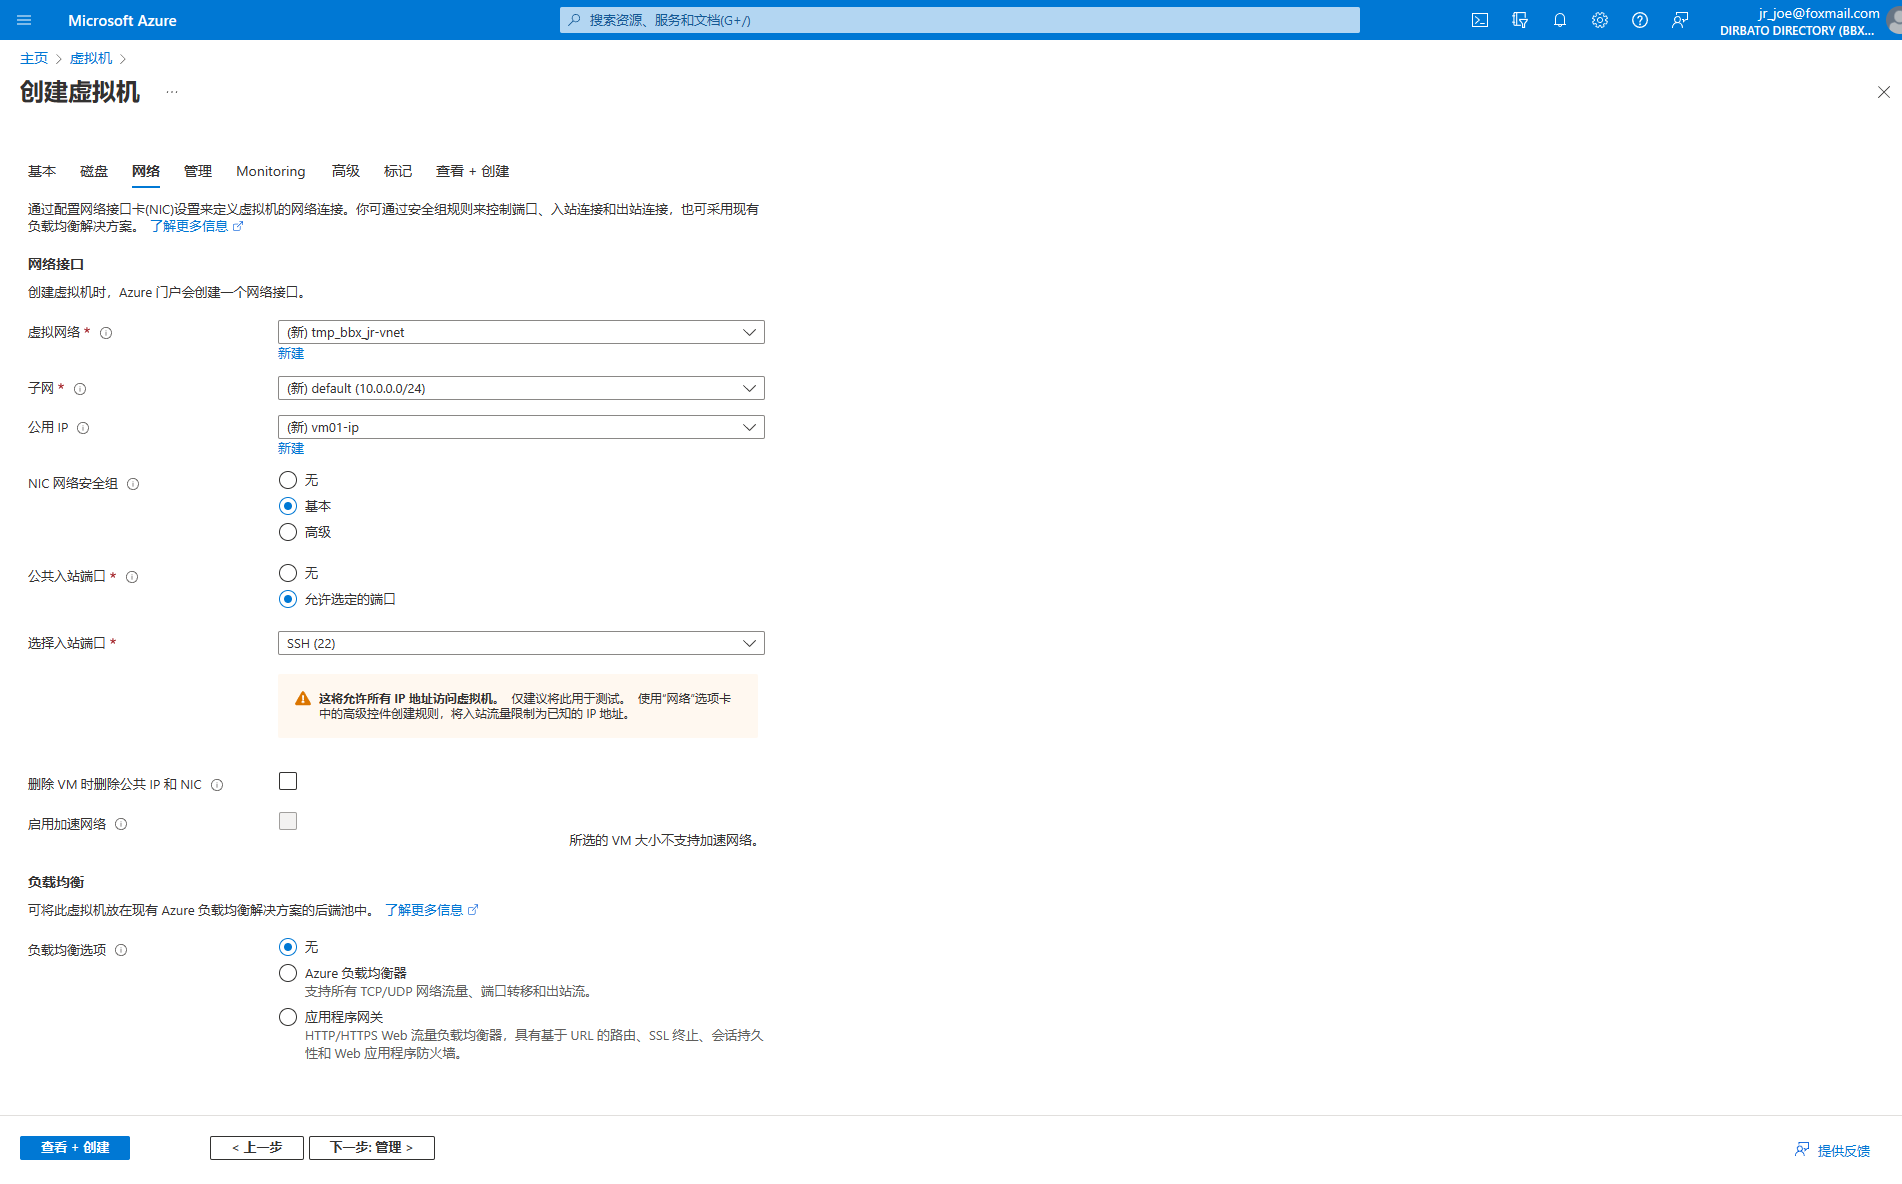 Microsoft Azure
搜索资源、服务和文档(G+/)
jr_joe@foxmail.com
DIRBATO DIRECTORY (BBX...
主页 > 虚拟机 >
创建虚拟机 ...
基本 磁盘 网络 管理 Monitoring 高级 标记 查看 + 创建
通过配置网络接口卡(NIC)设置来定义虚拟机的网络连接。你可通过安全组规则来控制端口、入站连接和出站连接，也可采用现有
负载均衡解决方案。 了解更多信息
网络接口
创建虚拟机时，Azure 门户会创建一个网络接口。
虚拟网络 * (新) tmp_bbx_jr-vnet
新建
子网 * (新) default (10.0.0.0/24)
公用 IP (新) vm01-ip
新建
NIC 网络安全组 无
基本
高级
公共入站端口 * 无
允许选定的端口
选择入站端口 * SSH (22)
这将允许所有 IP 地址访问虚拟机。 仅建议将此用于测试。 使用“网络”选项卡
中的高级控件创建规则，将入站流量限制为已知的 IP 地址。
删除 VM 时删除公共 IP 和 NIC
启用加速网络
所选的 VM 大小不支持加速网络。
负载均衡
可将此虚拟机放在现有 Azure 负载均衡解决方案的后端池中。 了解更多信息
负载均衡选项 无
Azure 负载均衡器
支持所有 TCP/UDP 网络流量、端口转移和出站流。
应用程序网关
HTTP/HTTPS Web 流量负载均衡器，具有基于 URL 的路由、SSL 终止、会话持久
性和 Web 应用程序防火墙。
查看 + 创建 < 上一步 下一步: 管理 > 提供反馈